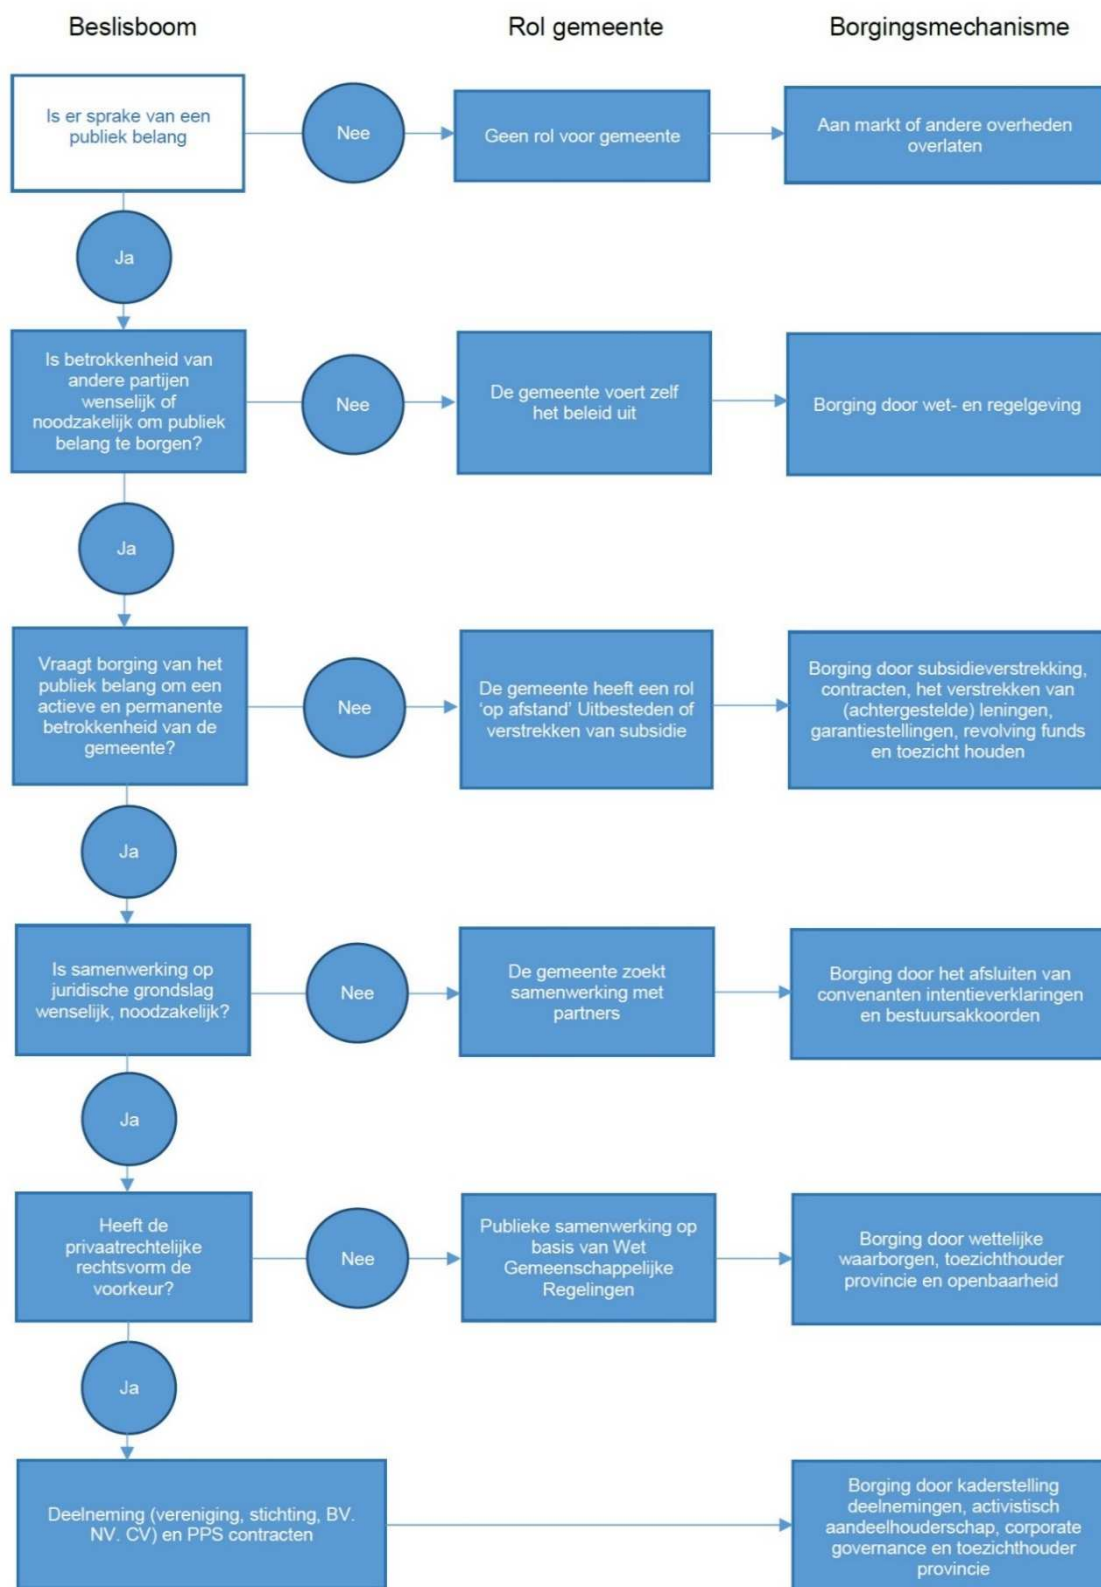 Beslisboom
Rol gemeente
Borgingsmechanisme
Is er sprake van een
publiek belang
Nee
Geen rol voor gemeente
Aan markt of andere overheden
overlaten
Ja
Is betrokkenheid van
andere partijen
wenselijk of
noodzakelijk om publiek
belang te borgen?
Nee
De gemeente voert zelf
het beleid uit
Borging door wet- en regelgeving
Ja
Vraagt borging van het
publiek belang om een
actieve en permanente
betrokkenheid van de
gemeente?
Nee
De gemeente heeft een rol
‘op afstand’ Uitbesteden of
verstrekken van subsidie
Borging door subsidieverstrekking,
contracten, het verstrekken van
(achtergestelde) leningen,
garantiestellingen, revolving funds
en toezicht houden
Ja
Is samenwerking op
juridische grondslag
wenselijk, noodzakelijk?
Nee
De gemeente zoekt
samenwerking met
partners
Borging door het afsluiten van
convenanten intentieverklaringen
en bestuursakkoorden
Ja
Heeft de
privaatrechtelijke
rechtsvorm de
voorkeur?
Nee
Publieke samenwerking op
basis van Wet
Gemeenschappelijke
Regelingen
Borging door wettelijke
waarborgen, toezichthouder
provincie en openbaarheid
Ja
Deelneming (vereniging, stichting, BV.
NV. CV) en PPS contracten
Borging door kaderstelling
deelnemingen, activistisch
aandeelhouderschap, corporate
governance en toezichthouder
provincie